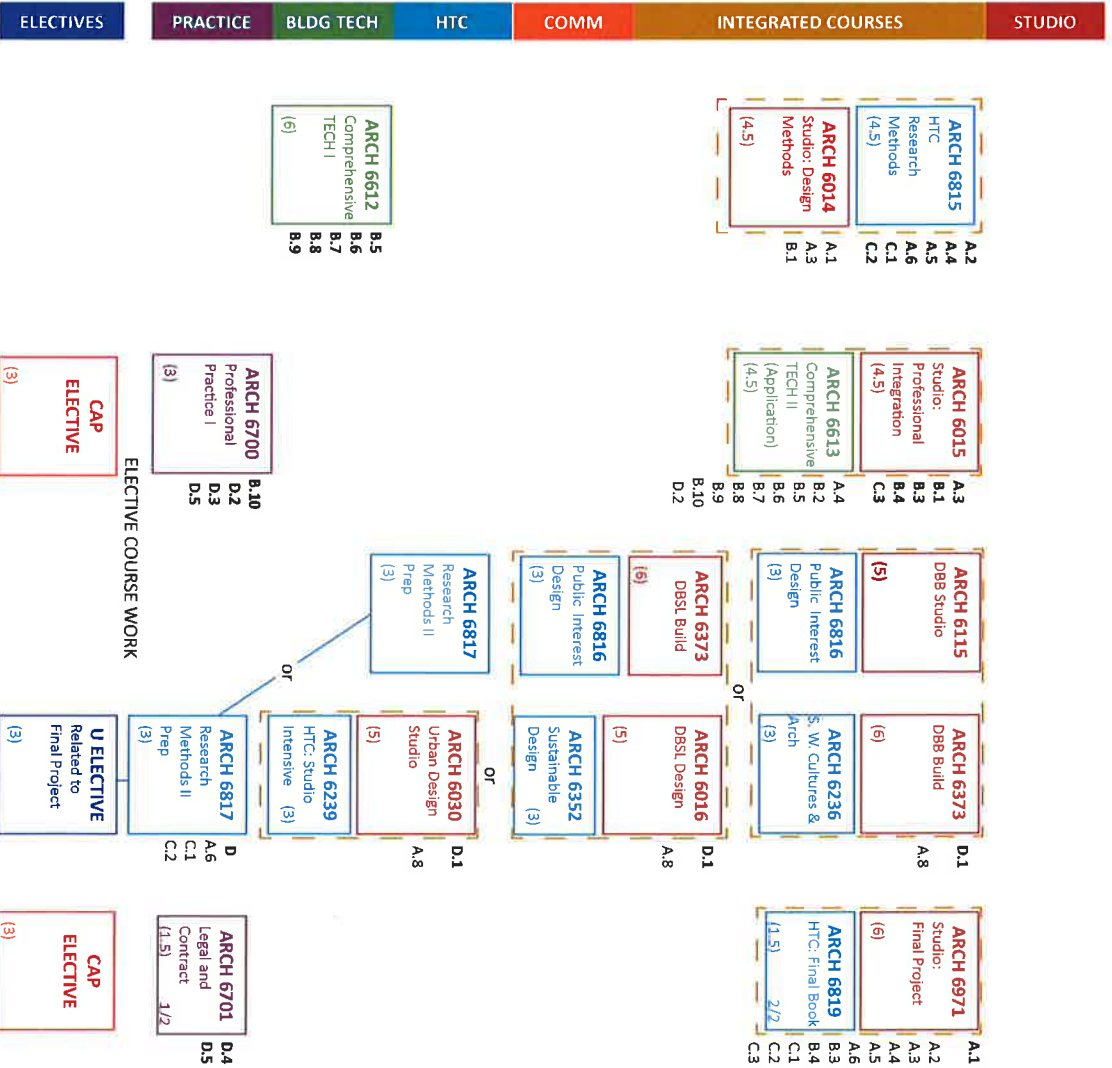 ELECTIVES
PRACTICE
BLDG TECH
HTC
COMM
INTEGRATED COURSES
STUDIO
ARCH 6815
HTC
Research
Methods
(4.5)
A.2
A.4
A.5
A.6
C.1
C.2
ARCH 6014
Studio: Design
Methods
(4.5)
A.1
A.3
B.1
ARCH 6612
Comprehensive
TECH I
(6)
B.5
B.6
B.7
B.8
B.9
ARCH 6015
Studio:
Professional
Integration
(4.5)
A.3
B.1
B.3
B.4
C.3
ARCH 6613
Comprehensive
TECH II
(Application)
(4.5)
A.4
B.2
B.5
B.6
B.7
B.8
B.9
B.10
D.2
ARCH 6700
Professional
Practice I
(3)
B.10
D.2
D.3
D.5
CAP
ELECTIVE
(3)
ELECTIVE COURSE WORK
ARCH 6115
DBB Studio
(5)
ARCH 6816
Public Interest
Design
(3)
or
ARCH 6373
DBSL Build
(6)
ARCH 6816
Public Interest
Design
(3)
ARCH 6817
Research
Methods II
Prep
(3)
or
ARCH 6373
DBB Build
(6)
D.1
A.8
ARCH 6236
S. W. Cultures &
Arch
(3)
ARCH 6016
DBSL Design
(5)
D.1
A.8
ARCH 6352
Sustainable
Design (3)
or
ARCH 6030
Urban Design
Studio
(5)
D.1
A.8
ARCH 6239
HTC: Studio
Intensive (3)
ARCH 6817
Research
Methods II
Prep
(3)
D
A.6
C.1
C.2
U ELECTIVE
Related to
Final Project
(3)
ARCH 6971
Studio:
Final Project
(6)
A.1
A.2
A.3
A.4
A.5
ARCH 6819
HTC: Final Book
(1.5) 2/2
A.6
B.3
B.4
C.1
C.2
C.3
ARCH 6701
Legal and
Contract
(1.5) 1/2
D.4
D.5
CAP
ELECTIVE
(3)